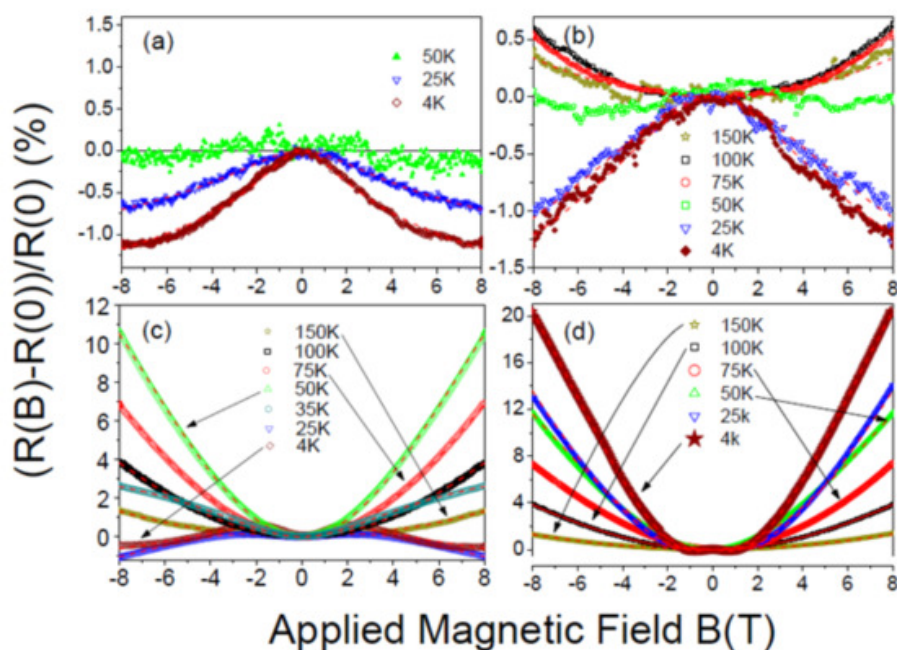 (R(B)-R(0))/R(0) (%)
(a)
50K
25K
4K
1.5
1.0
0.5
0.0
-0.5
-1.0
-8 -6 -4 -2 0 2 4 6 8
(b)
150K
100K
75K
50K
25K
4K
0.5
0.0
-0.5
-1.0
-1.5
-8 -6 -4 -2 0 2 4 6 8
(c)
150K
100K
75K
50K
35K
25K
4K
12
10
8
6
4
2
0
-8 -6 -4 -2 0 2 4 6 8
(d)
150K
100K
75K
50K
25k
4k
20
16
12
8
4
0
-8 -6 -4 -2 0 2 4 6 8
Applied Magnetic Field B(T)